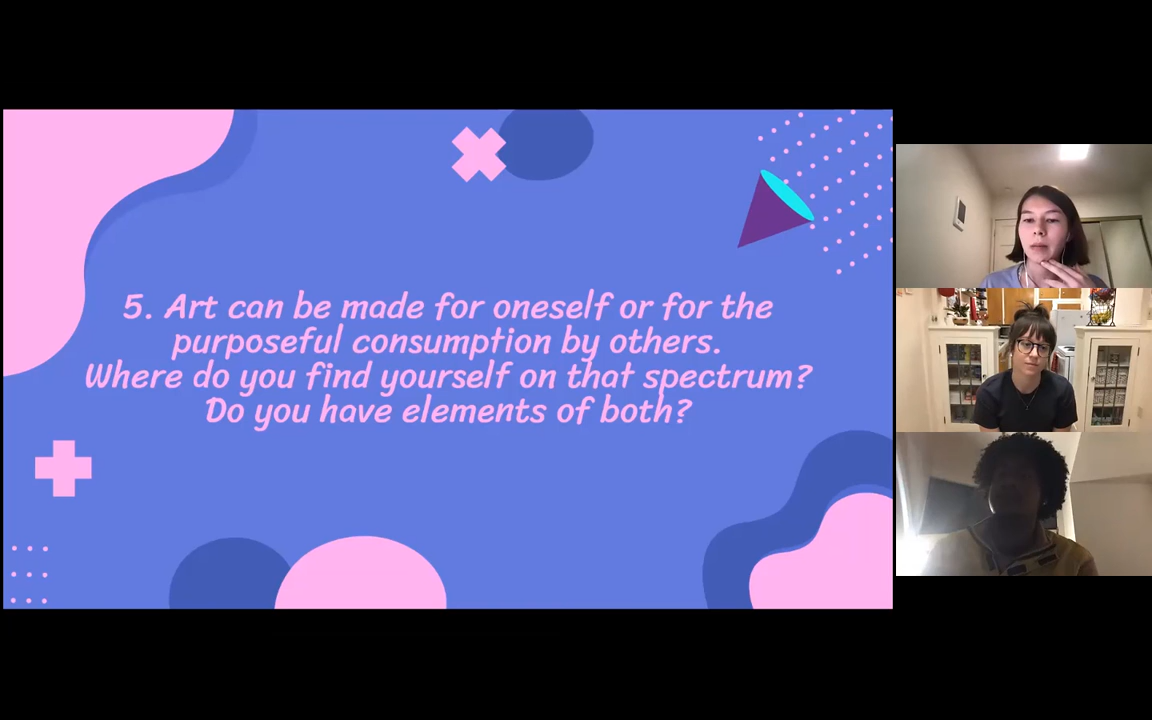 5. Art can be made for oneself or for the
purposeful consumption by others.
Where do you find yourself on that spectrum?
Do you have elements of both?